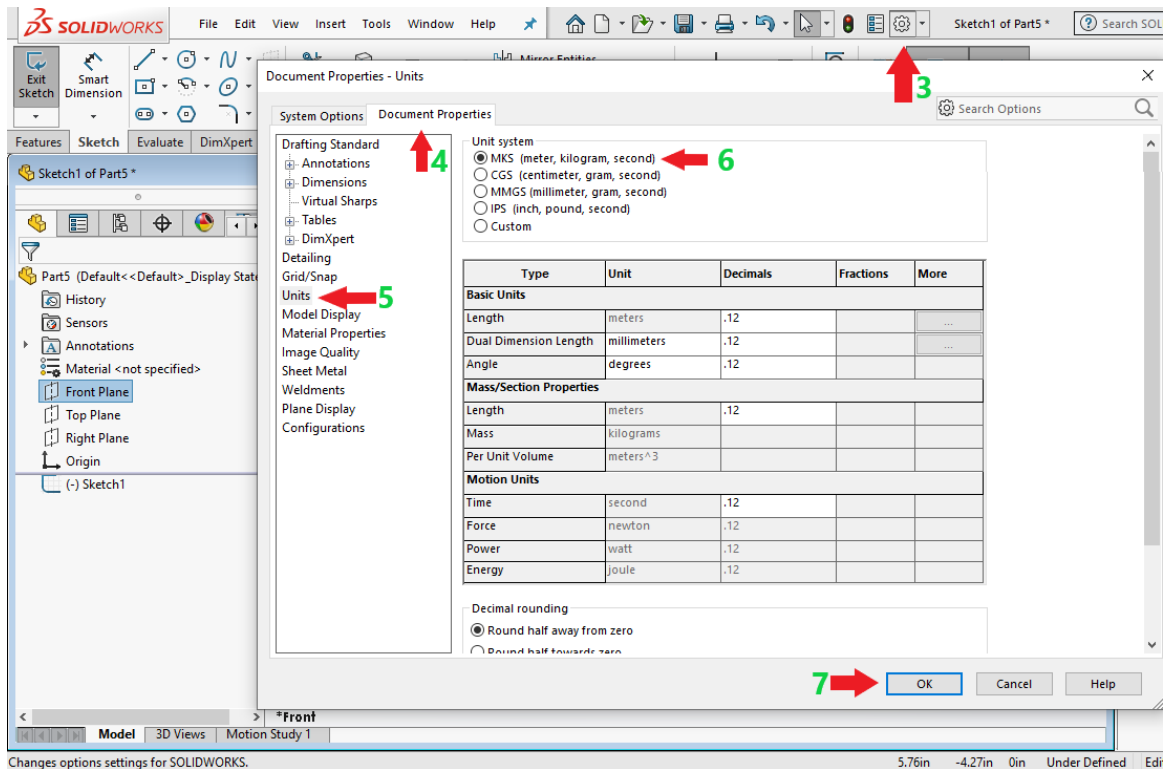 SOLIDWORKS File Edit View Insert Tools Window Help Sketch1 of Part5 * ? Search SOL
Exit Sketch
Smart Dimension
Mirror Entities
3
Features Sketch Evaluate DimXpert
Sketch1 of Part5 *
Part5 (Default<<Default>_Display State
History
Sensors
Annotations
Material <not specified>
Front Plane
Top Plane
Right Plane
Origin
(-) Sketch1
Document Properties - Units
System Options Document Properties
Search Options
4
Drafting Standard
Annotations
Dimensions
Virtual Sharps
Tables
DimXpert
Detailing
Grid/Snap
Units
5
Model Display
Material Properties
Image Quality
Sheet Metal
Weldments
Plane Display
Configurations
Unit system
MKS (meter, kilogram, second)
6
CGS (centimeter, gram, second)
MMGS (millimeter, gram, second)
IPS (inch, pound, second)
Custom
Type Unit Decimals Fractions More
Basic Units
Length meters .12 ...
Dual Dimension Length millimeters .12 ...
Angle degrees .12
Mass/Section Properties
Length meters .12
Mass kilograms
Per Unit Volume meters^3
Motion Units
Time second .12
Force newton .12
Power watt .12
Energy joule .12
Decimal rounding
Round half away from zero
Round half towards zero
7
OK Cancel Help
*Front
Model 3D Views Motion Study 1
Changes options settings for SOLIDWORKS. 5.76in -4.27in 0in Under Defined Edi